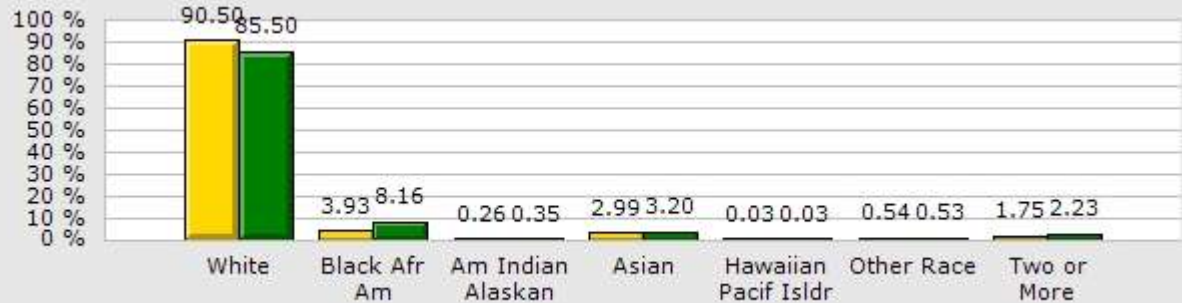 100 %
90 %
80 %
70 %
60 %
50 %
40 %
30 %
20 %
10 %
0 %
90.50 85.50
3.93 8.16
0.26 0.35
2.99 3.20
0.03 0.03
0.54 0.53
1.75 2.23
White
Black Afr
Am
Am Indian
Alaskan
Asian
Hawaiian
Pacif Isldr
Other Race
Two or
More